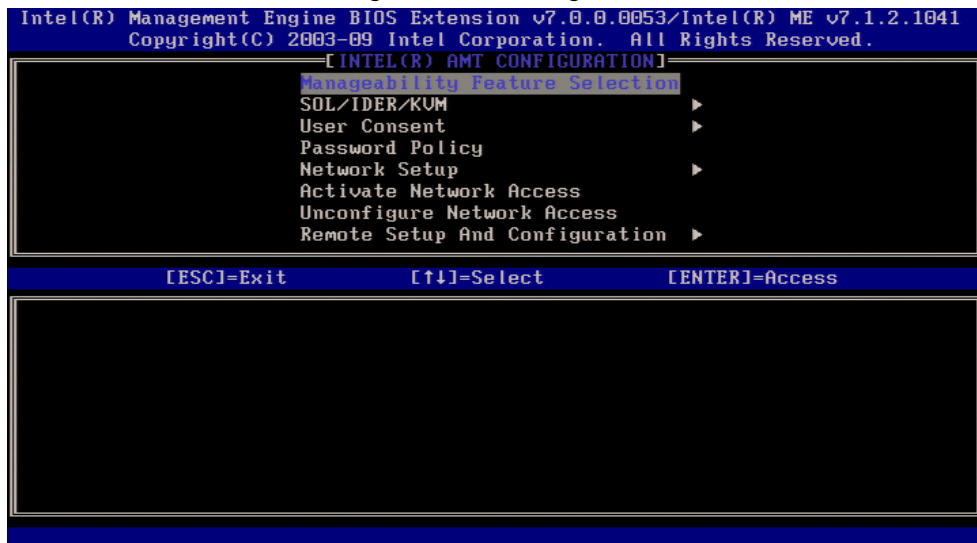 Intel(R) Management Engine BIOS Extension v7.0.0.0053/Intel(R) ME v7.1.2.1041
Copyright(C) 2003-09 Intel Corporation. All Rights Reserved.
[ INTEL(R) AMT CONFIGURATION]
Manageability Feature Selection
SOL/IDER/KVM ►
User Consent ►
Password Policy
Network Setup ►
Activate Network Access
Unconfigure Network Access
Remote Setup And Configuration ►
[ESC]=Exit [↑↓]=Select [ENTER]=Access